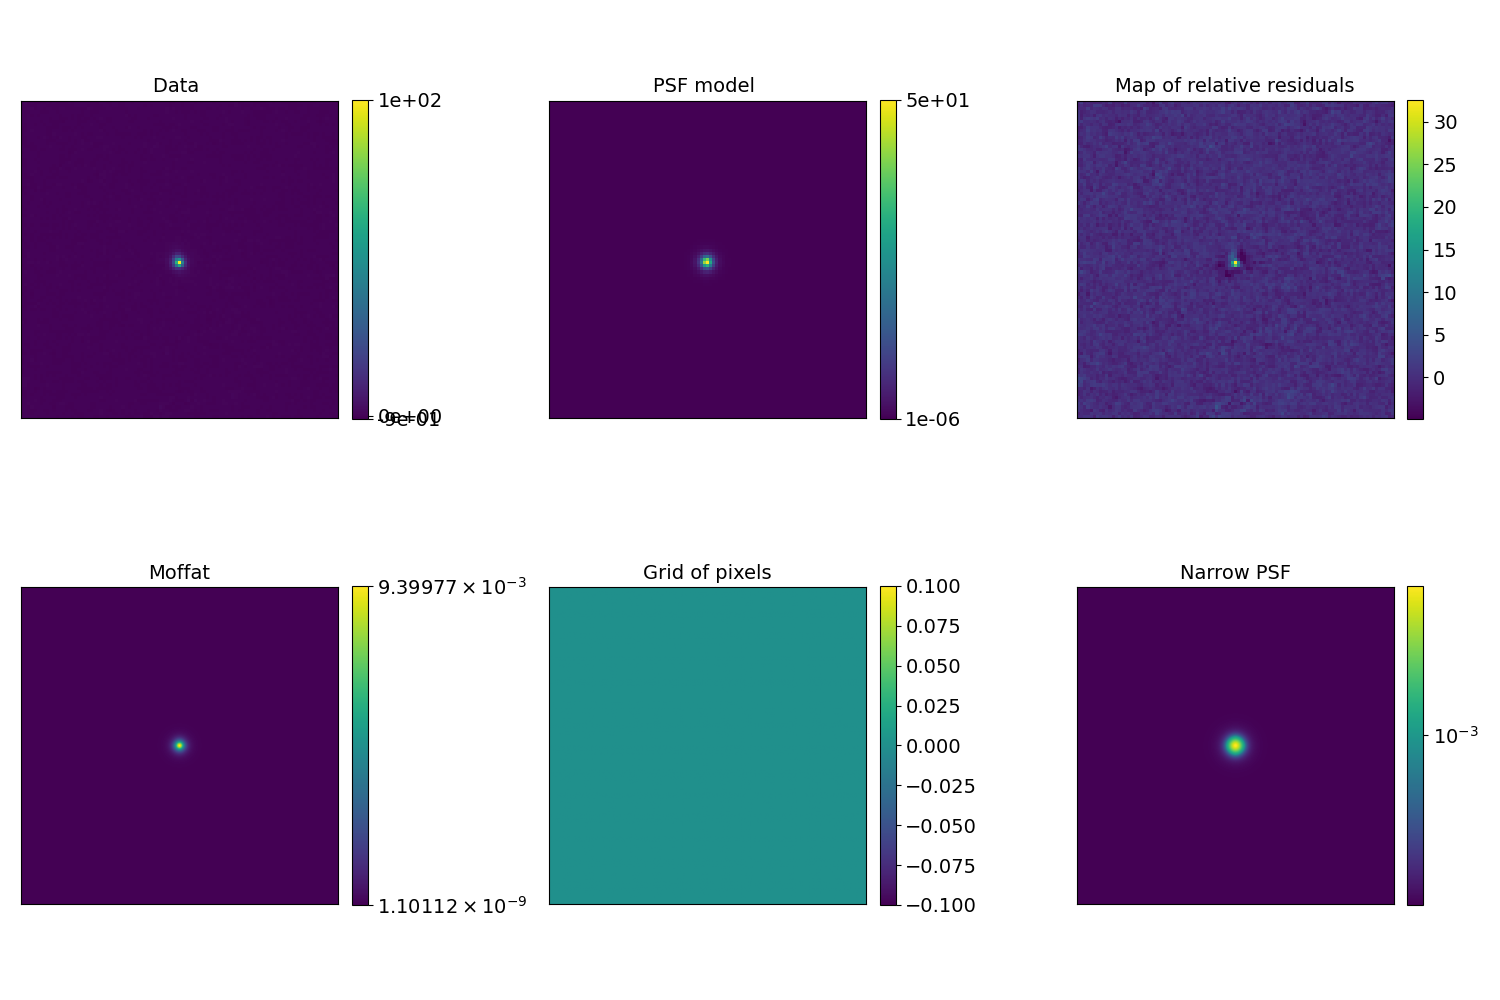 Data
1e+02
0e+00
-9e-01
PSF model
5e+01
1e-06
Map of relative residuals
30
25
20
15
10
5
0
Moffat
9.39977 × 10⁻³
1.10112 × 10⁻⁹
Grid of pixels
0.100
0.075
0.050
0.025
0.000
−0.025
−0.050
−0.075
−0.100
Narrow PSF
10⁻³